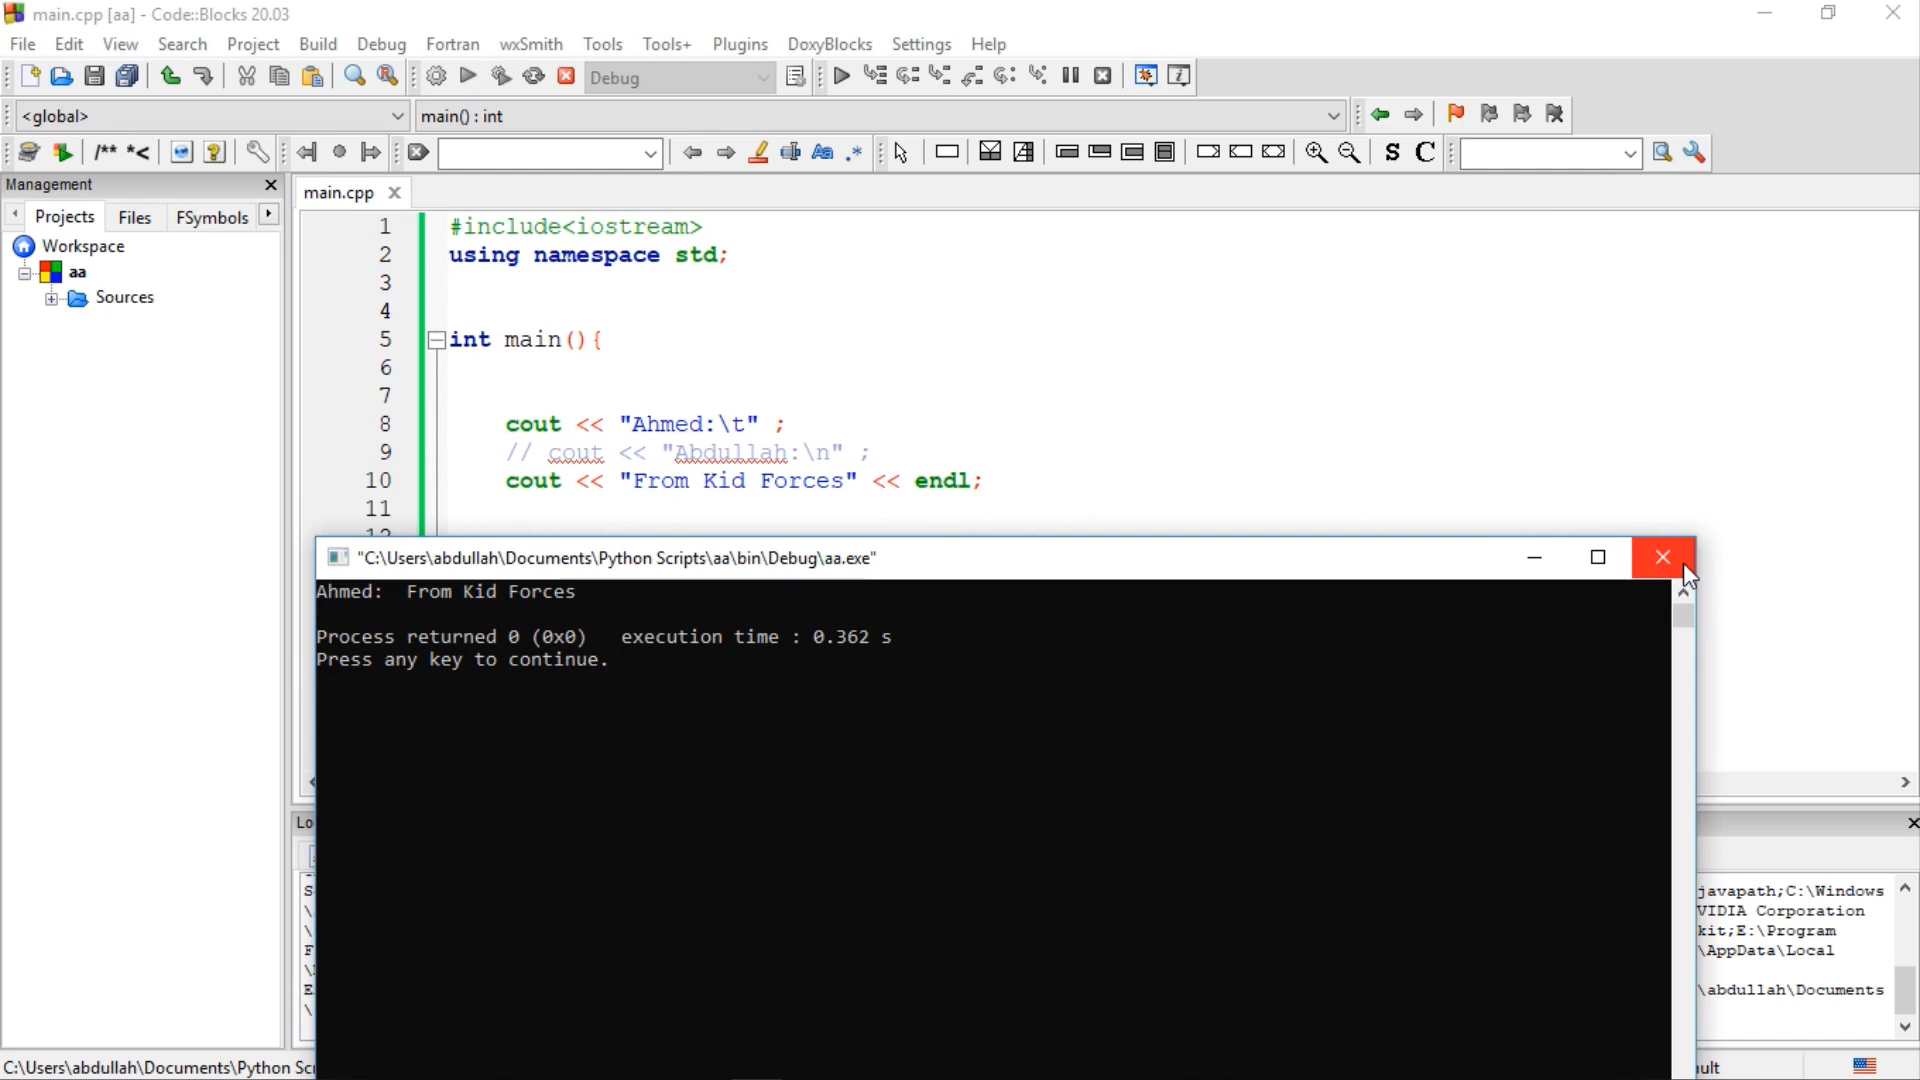 main.cpp [aa] - Code::Blocks 20.03
File Edit View Search Project Build Debug Fortran wxSmith Tools Tools+ Plugins DoxyBlocks Settings Help
Debug
<global> main() : int
/** *< Aa .* S C
Management
main.cpp
Projects Files FSymbols
Workspace
aa
Sources
1 #include<iostream>
2 using namespace std;
3
4
5 int main(){
6
7
8 cout << "Ahmed:\t" ;
9 // cout << "Abdullah:\n" ;
10 cout << "From Kid Forces" << endl;
11
12
"C:\Users\abdullah\Documents\Python Scripts\aa\bin\Debug\aa.exe"
Ahmed: From Kid Forces
Process returned 0 (0x0) execution time : 0.362 s
Press any key to continue.
Lo
javapath;C:\Windows
VIDIA Corporation
kit;E:\Program
\AppData\Local
\abdullah\Documents
C:\Users\abdullah\Documents\Python Scr
ult